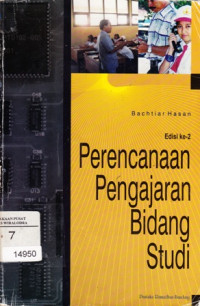 Bachtiar Hasan
Edisi ke-2
Perencanaan
Pengajaran
Bidang
Studi
7
14950